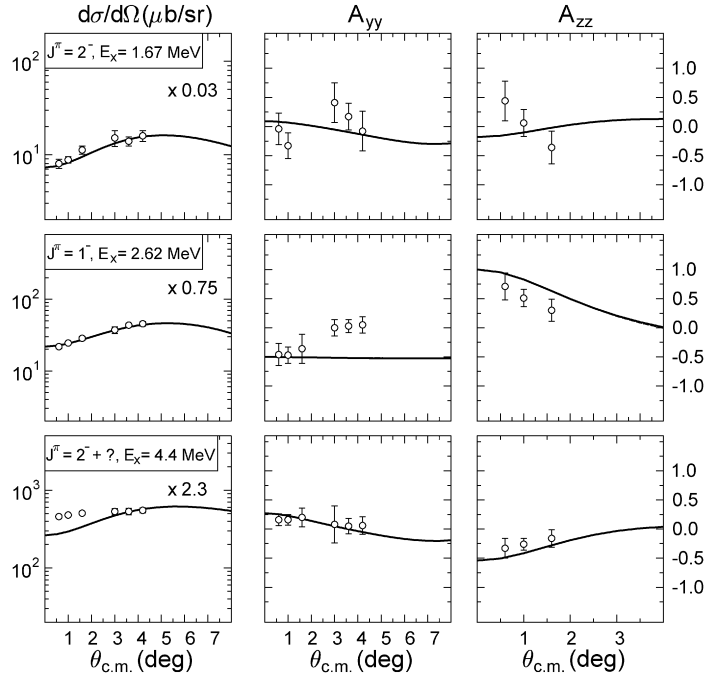 dσ/dΩ(μb/sr) A_yy A_zz
J^π = 2^-, E_x = 1.67 MeV
x 0.03
10^2
10^1
1.0
0.5
0.0
-0.5
-1.0
J^π = 1^-, E_x = 2.62 MeV
x 0.75
10^2
10^1
1.0
0.5
0.0
-0.5
-1.0
J^π = 2^- + ?, E_x = 4.4 MeV
x 2.3
10^3
10^2
1.0
0.5
0.0
-0.5
-1.0
1 2 3 4 5 6 7 1 2 3 4 5 6 7 1 2 3
θ_c.m. (deg) θ_c.m. (deg) θ_c.m. (deg)